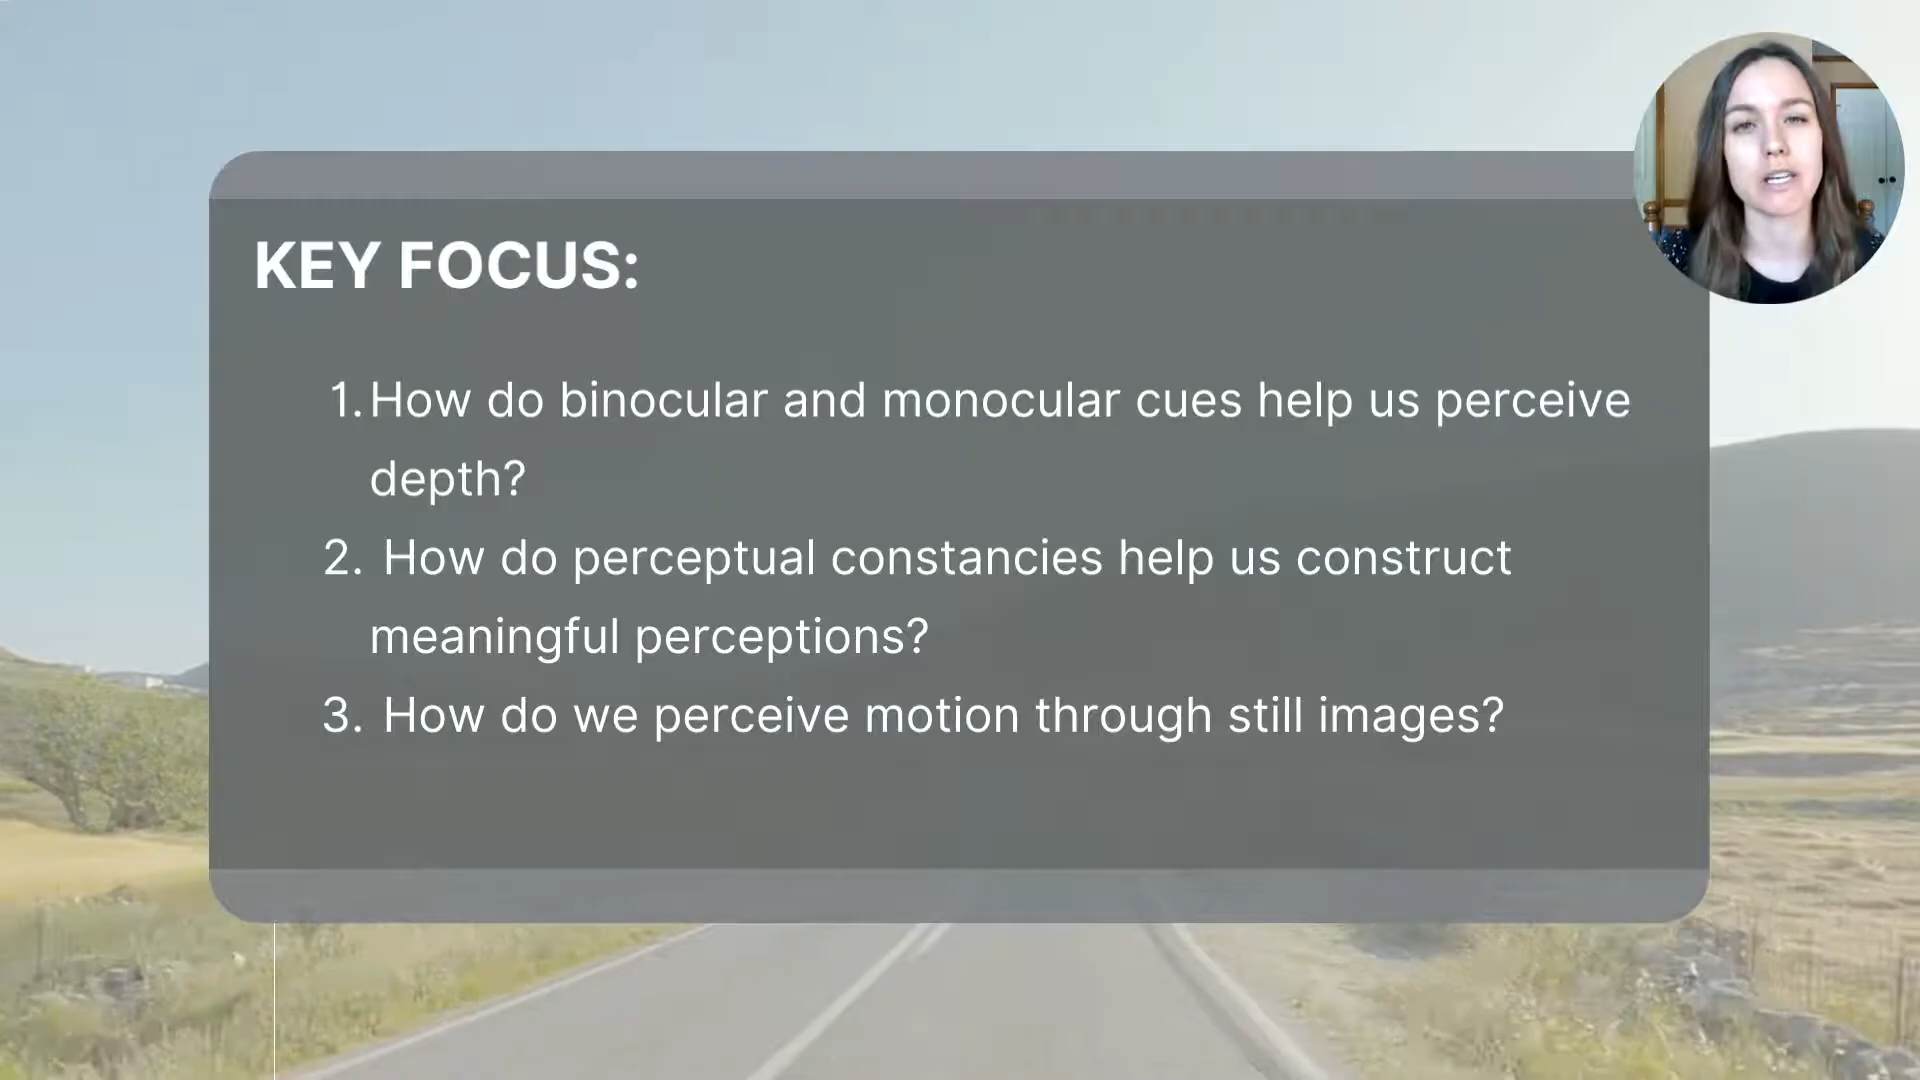 KEY FOCUS:
1. How do binocular and monocular cues help us perceive
depth?
2. How do perceptual constancies help us construct
meaningful perceptions?
3. How do we perceive motion through still images?